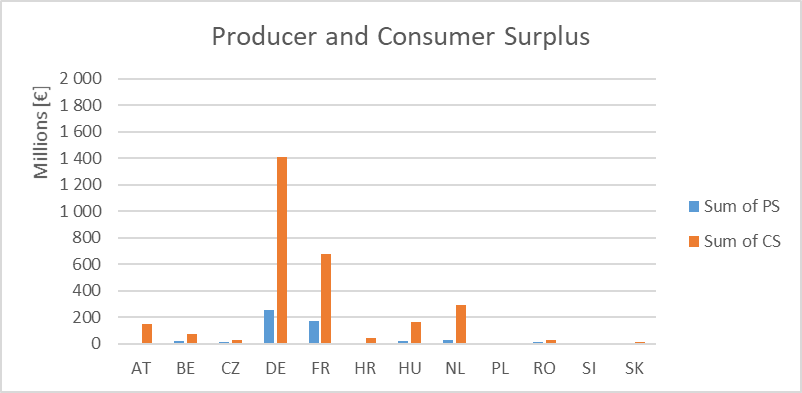 Producer and Consumer Surplus
Millions [€]
2 000
1 800
1 600
1 400
1 200
1 000
800
600
400
200
0
AT BE CZ DE FR HR HU NL PL RO SI SK
Sum of PS
Sum of CS